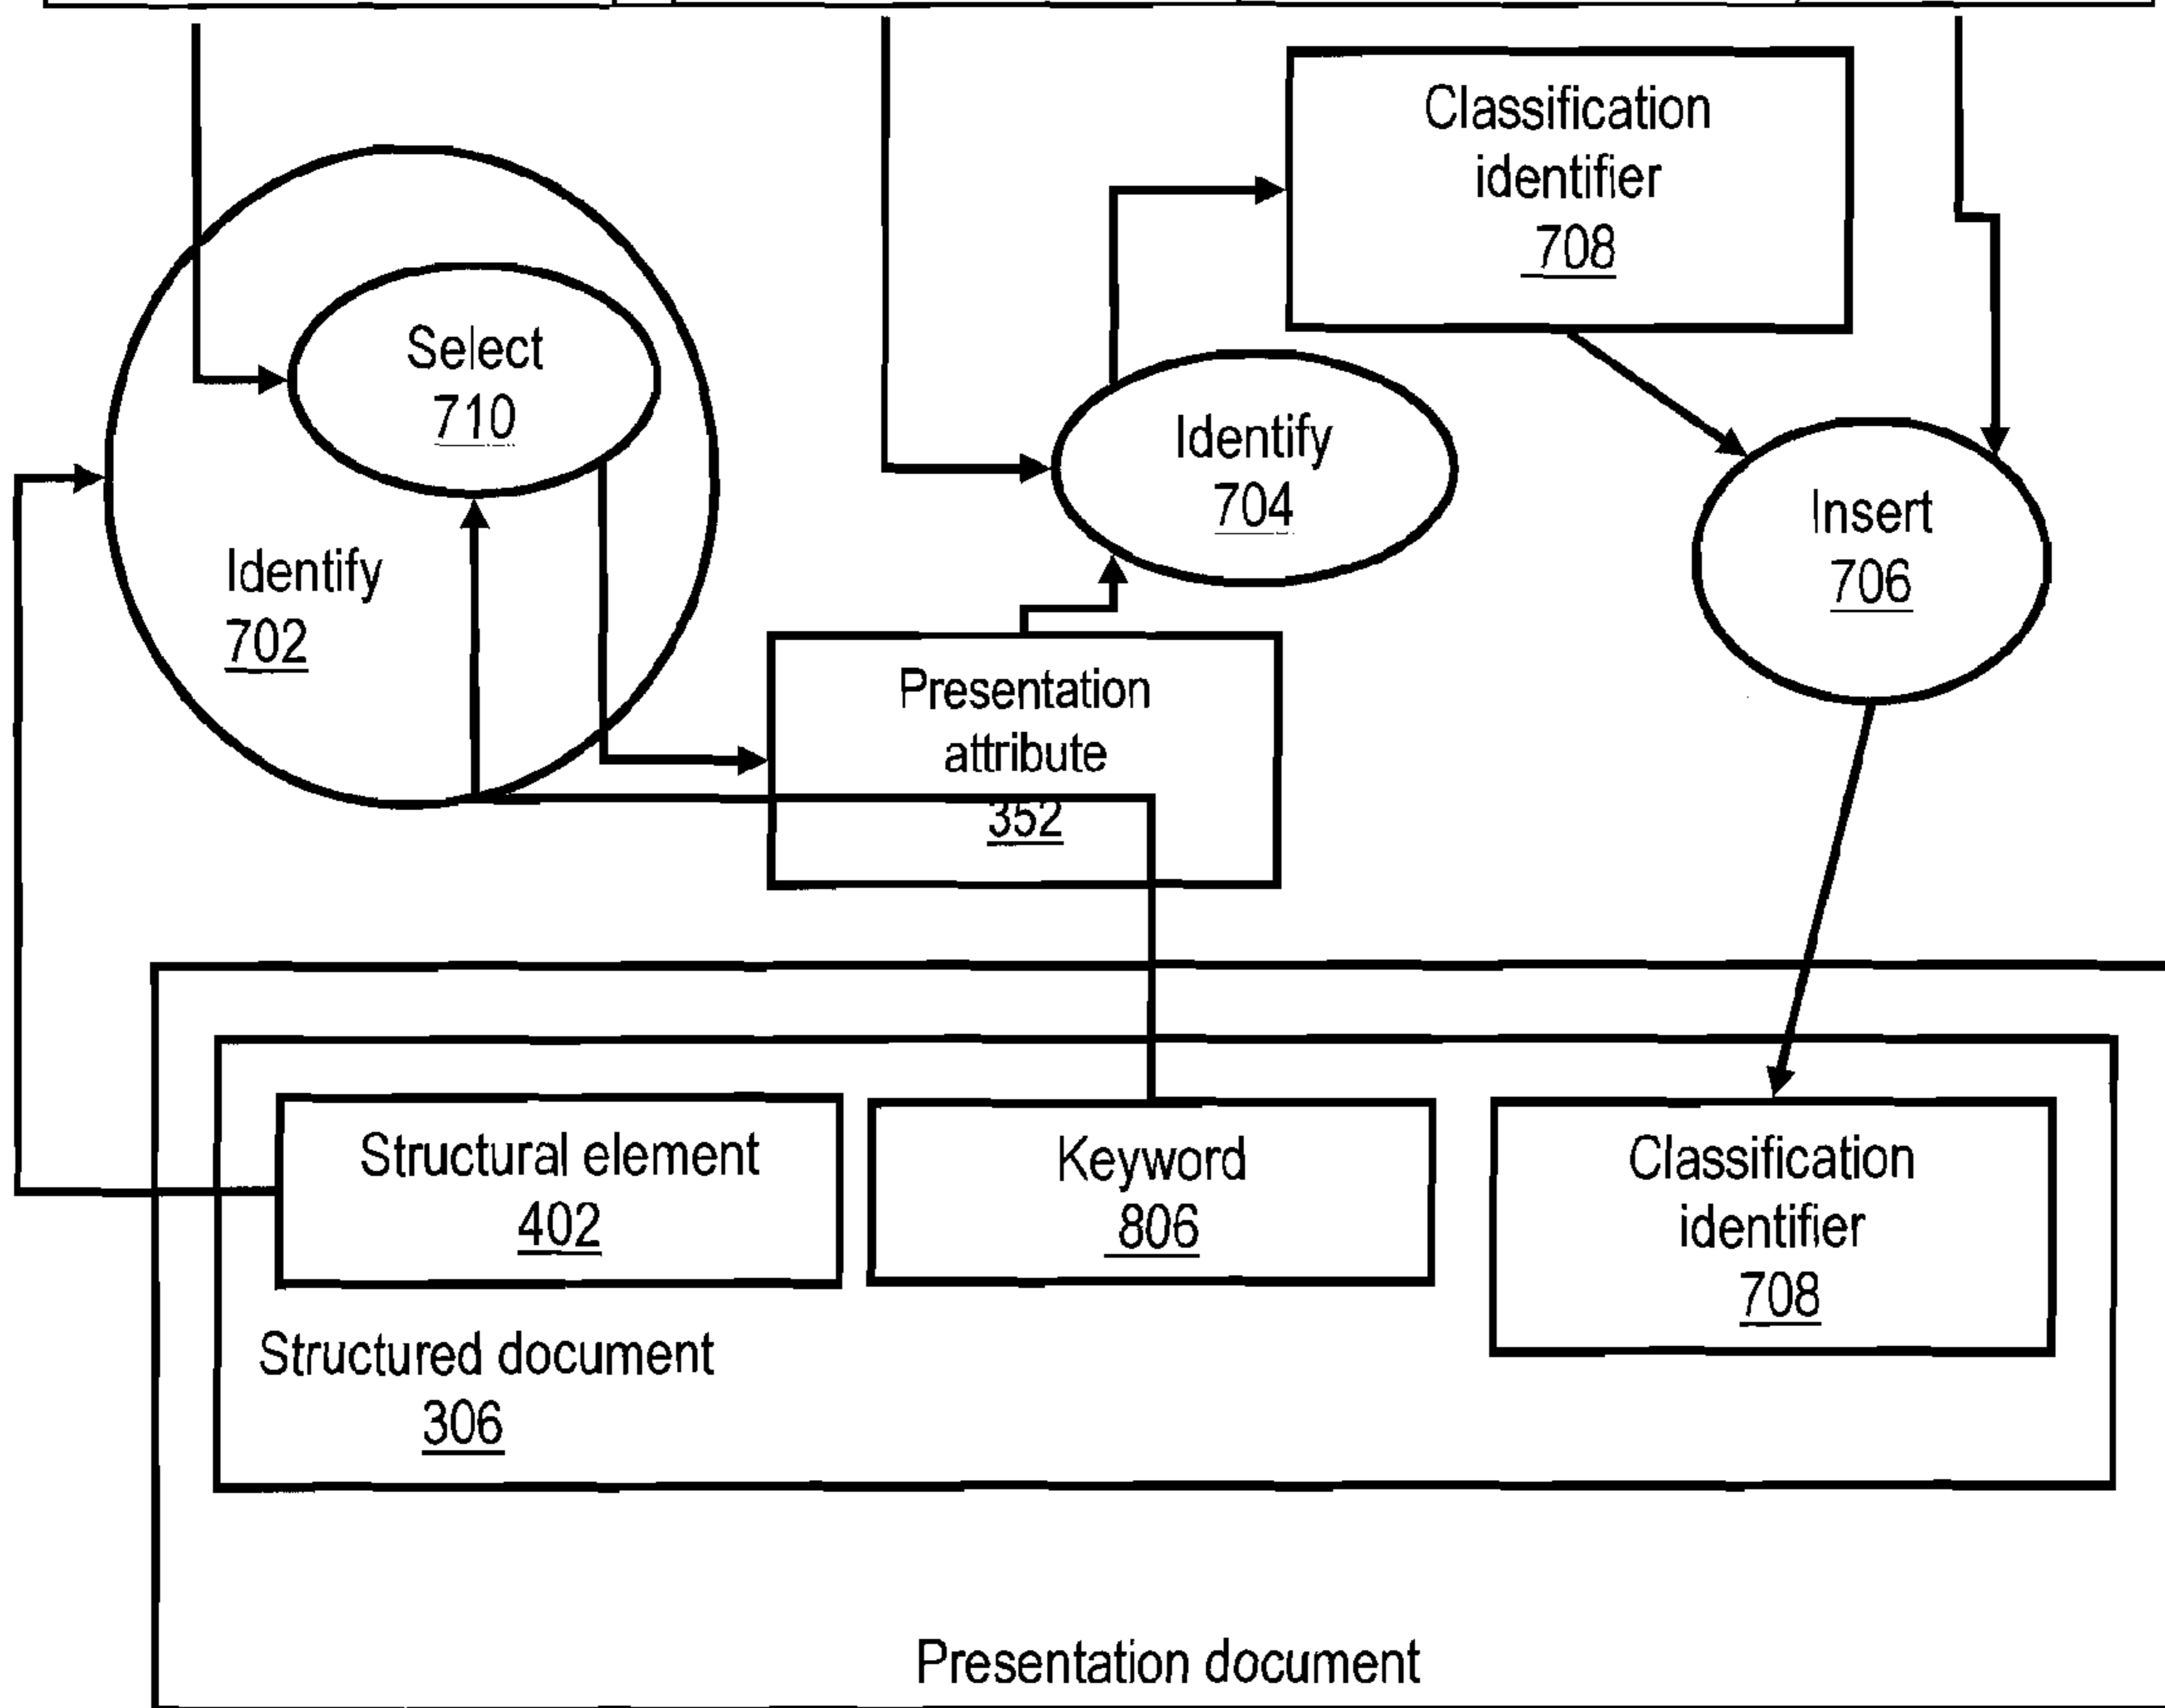 Classification
identifier
708
Select
710
Identify
704
Insert
706
Identify
702
Presentation
attribute
352
Structural element
402
Keyword
806
Classification
identifier
708
Structured document
306
Presentation document